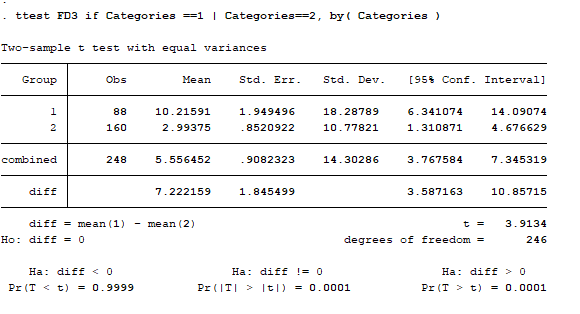 .
. ttest FD3 if Categories ==1 | Categories==2, by( Categories )
Two-sample t test with equal variances
Group Obs Mean Std. Err. Std. Dev. [95% Conf. Interval]
1 88 10.21591 1.949496 18.28789 6.341074 14.09074
2 160 2.99375 .8520922 10.77821 1.310871 4.676629
combined 248 5.556452 .9082323 14.30286 3.767584 7.345319
diff 7.222159 1.845499 3.587163 10.85715
diff = mean(1) - mean(2) t = 3.9134
Ho: diff = 0 degrees of freedom = 246
Ha: diff < 0 Ha: diff != 0 Ha: diff > 0
Pr(T < t) = 0.9999 Pr(|T| > |t|) = 0.0001 Pr(T > t) = 0.0001